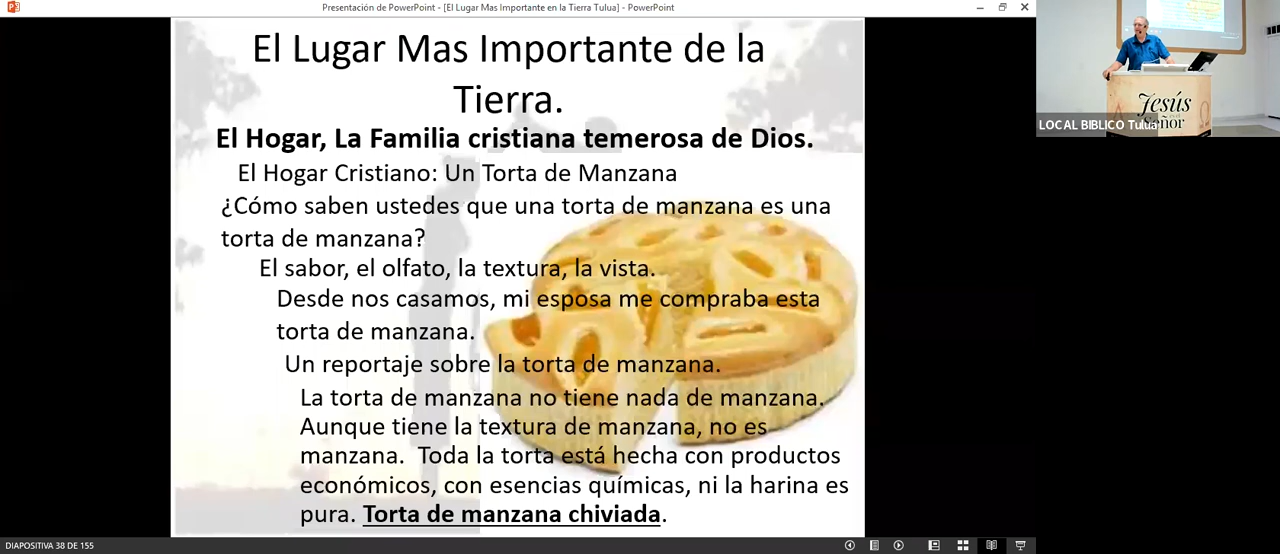 Presentación de PowerPoint - [El Lugar Mas Importante en la Tierra Tulua] - PowerPoint
El Lugar Mas Importante de la
Tierra.
El Hogar, La Familia cristiana temerosa de Dios.
El Hogar Cristiano: Un Torta de Manzana
¿Cómo saben ustedes que una torta de manzana es una
torta de manzana?
El sabor, el olfato, la textura, la vista.
Desde nos casamos, mi esposa me compraba esta
torta de manzana.
Un reportaje sobre la torta de manzana.
La torta de manzana no tiene nada de manzana.
Aunque tiene la textura de manzana, no es
manzana. Toda la torta está hecha con productos
económicos, con esencias químicas, ni la harina es
pura. Torta de manzana chiviada.
Jesús
Señor
LOCAL BIBLICO Tulua
DIAPOSITIVA 38 DE 155